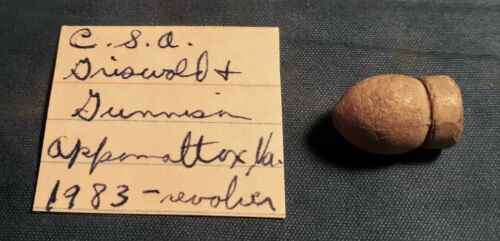 C. S. A.
Griswold +
Gunnison
Appomattox, Va.
1983 - revolver